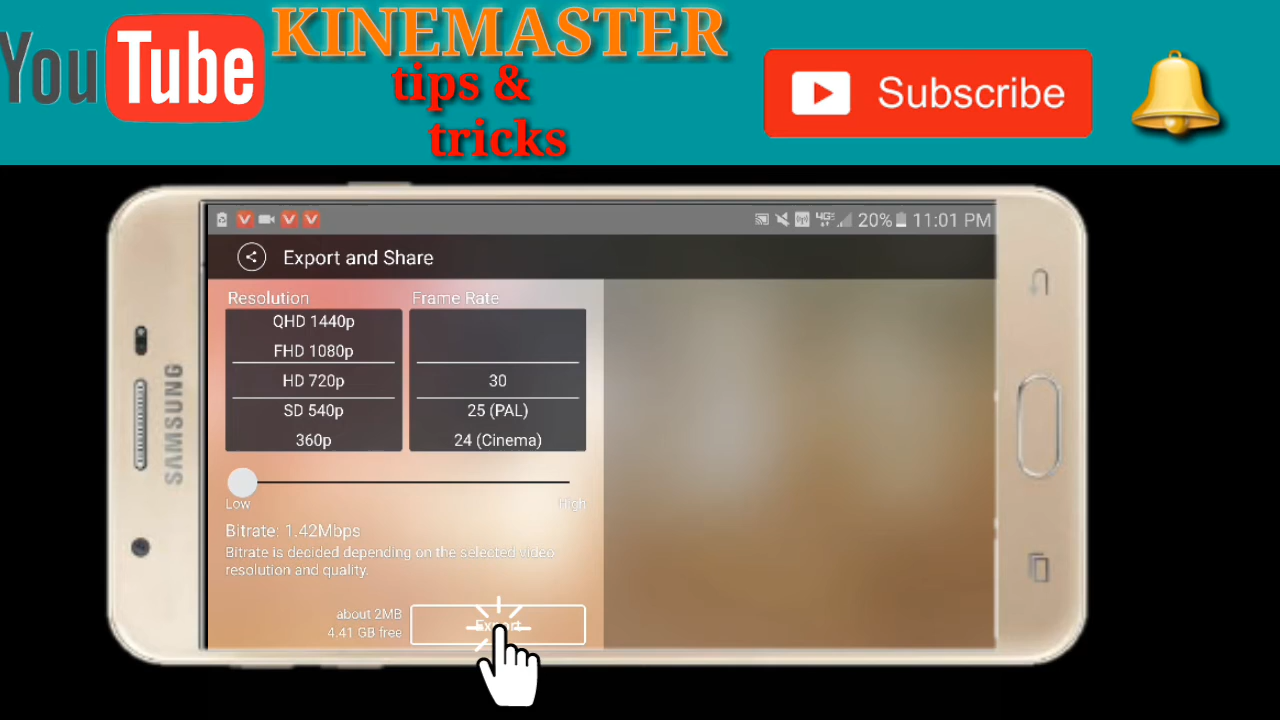 YouTube
KINEMASTER
tips &
tricks
Subscribe
4G
20%
11:01 PM
Export and Share
Resolution
Frame Rate
QHD 1440p
FHD 1080p
HD 720p
SD 540p
360p
30
25 (PAL)
24 (Cinema)
Low
High
Bitrate: 1.42Mbps
Bitrate is decided depending on the selected video
resolution and quality.
about 2MB
4.41 GB free
Export
SAMSUNG